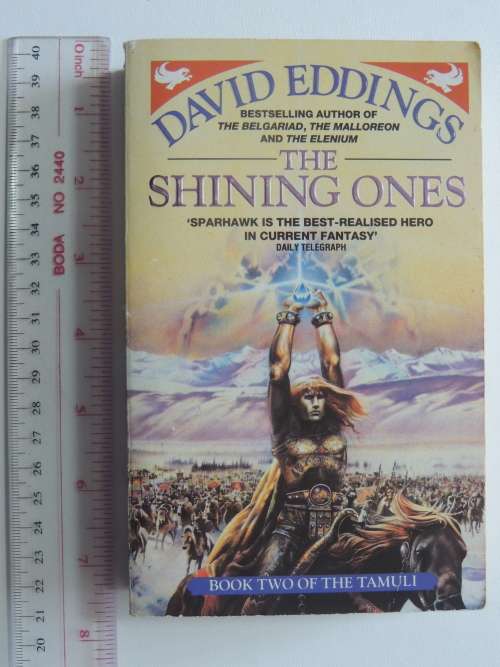 DAVID EDDINGS
BESTSELLING AUTHOR OF
THE BELGARIAD, THE MALLOREON
AND THE ELENIUM
THE
SHINING ONES
'SPARHAWK IS THE BEST-REALISED HERO
IN CURRENT FANTASY'
DAILY TELEGRAPH
BOOK TWO OF THE TAMULI
BODA NO 2440
0 inch
1
2
3
4
5
6
7
8
40
39
38
37
36
35
34
33
32
31
30
29
28
27
26
25
24
23
22
21
20